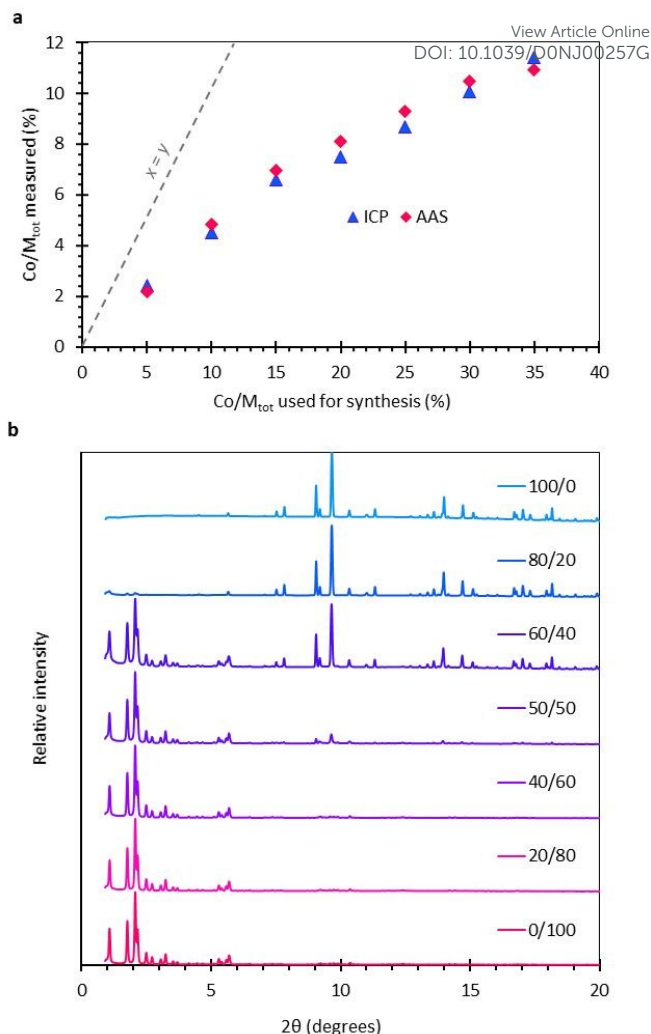 a
View Article Online
DOI: 10.1039/D0NJ00257G
12
10
8
6
4
2
0
Co/Mtot measured (%)
x = y
ICP AAS
0 5 10 15 20 25 30 35 40
Co/Mtot used for synthesis (%)
b
Relative intensity
100/0
80/20
60/40
50/50
40/60
20/80
0/100
0 5 10 15 20
2θ (degrees)